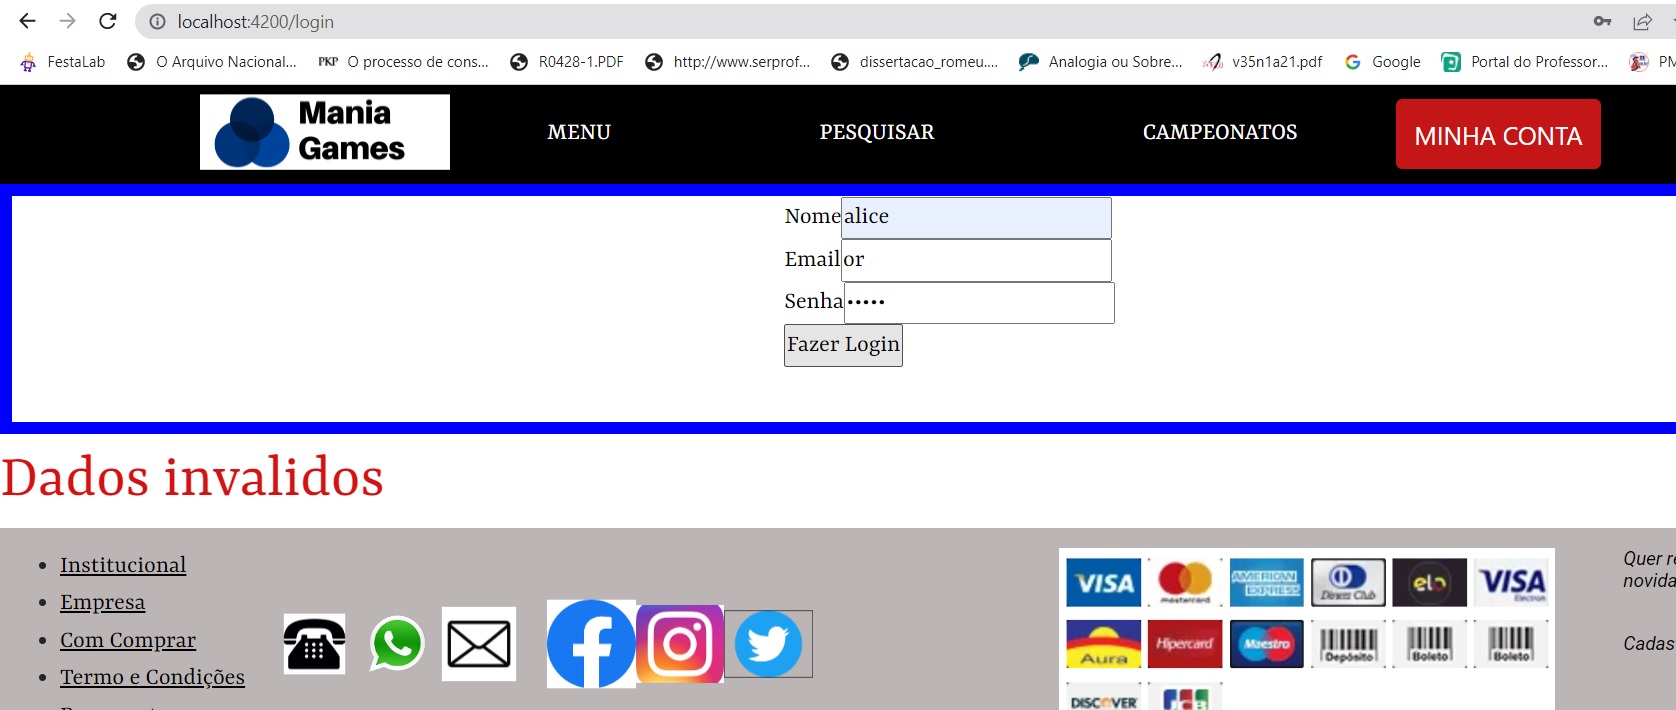 localhost:4200/login
FestaLab O Arquivo Nacional... PKP O processo de cons... R0428-1.PDF http://www.serprof... dissertacao_romeu.... Analogia ou Sobre... v35n1a21.pdf Google Portal do Professor... PM
Mania
Games
MENU PESQUISAR CAMPEONATOS MINHA CONTA
Nome alice
Email or
Senha •••••
Fazer Login
Dados invalidos
Institucional
Empresa
Com Comprar
Termo e Condições
VISA mastercard AMERICAN EXPRESS Diners Club elo VISA Electron
Aura Hipercard Maestro Depósito Boleto Boleto
DISCOVER JCB
Quer re
novida
Cadas